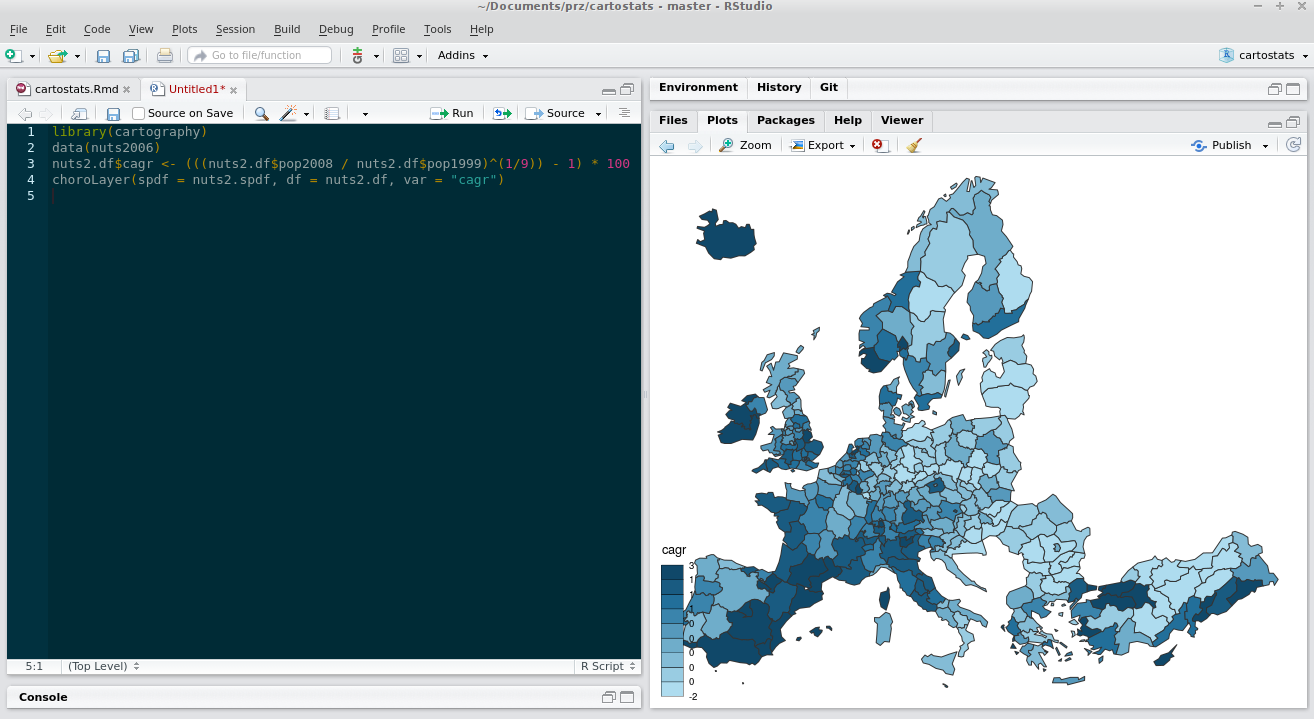 ~/Documents/prz/cartostats - master - RStudio
File Edit Code View Plots Session Build Debug Profile Tools Help
Go to file/function Addins cartostats
cartostats.Rmd Untitled1*
Source on Save Run Source
1 library(cartography)
2 data(nuts2006)
3 nuts2.df$cagr <- (((nuts2.df$pop2008 / nuts2.df$pop1999)^(1/9)) - 1) * 100
4 choroLayer(spdf = nuts2.spdf, df = nuts2.df, var = "cagr")
5
5:1 (Top Level) R Script
Console
Environment History Git
Files Plots Packages Help Viewer
Zoom Export Publish
cagr
3
1
1
0
0
0
0
-2